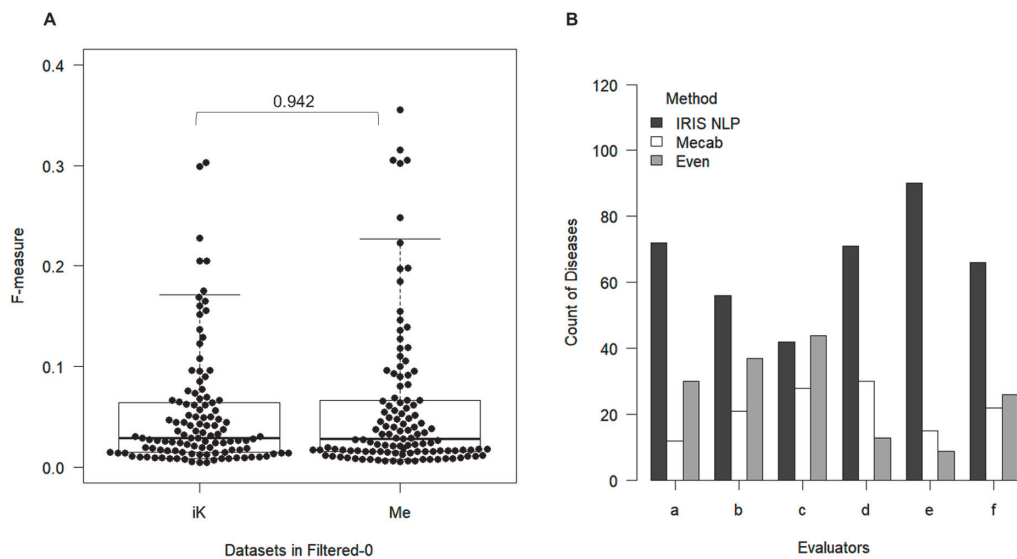 A
0.942
0.4
0.3
0.2
0.1
0.0
F-measure
iK
Me
Datasets in Filtered-0
B
Method
IRIS NLP
Mecab
Even
120
100
80
60
40
20
0
Count of Diseases
a
b
c
d
e
f
Evaluators